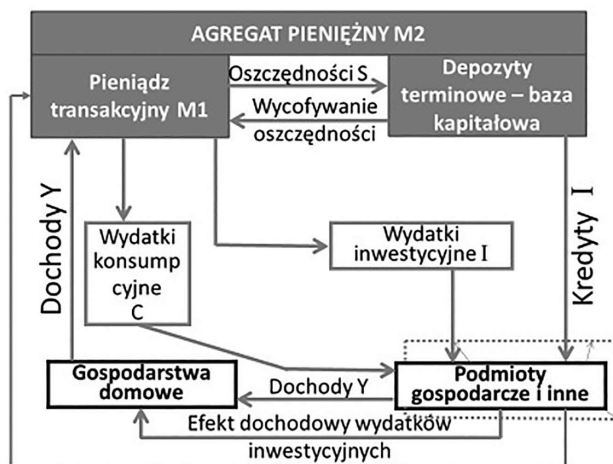 AGREGAT PIENIĘŻNY M2
Pieniądz
transakcyjny M1
Oszczędności S
Wycofywanie
oszczędności
Depozyty
terminowe – baza
kapitałowa
Dochody Y
Wydatki
konsump
cyjne
C
Wydatki
inwestycyjne I
Kredyty I
Gospodarstwa
domowe
Dochody Y
Podmioty
gospodarcze i inne
Efekt dochodowy wydatków
inwestycyjnych